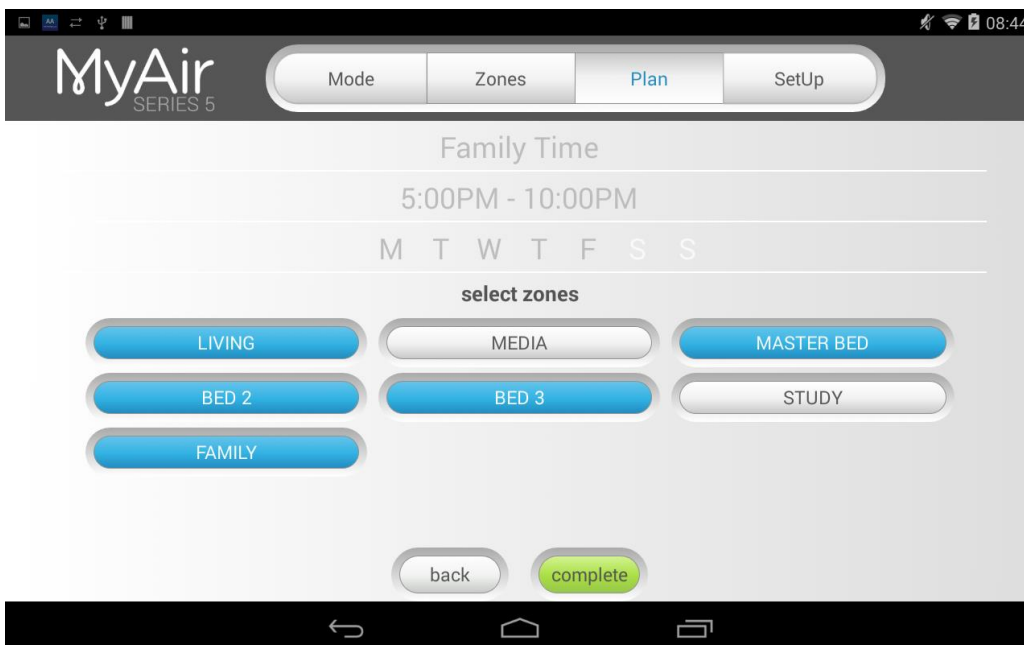 AA 08:44
MyAir
SERIES 5
Mode Zones Plan SetUp
Family Time
5:00PM - 10:00PM
M T W T F S S
select zones
LIVING MEDIA MASTER BED
BED 2 BED 3 STUDY
FAMILY
back complete